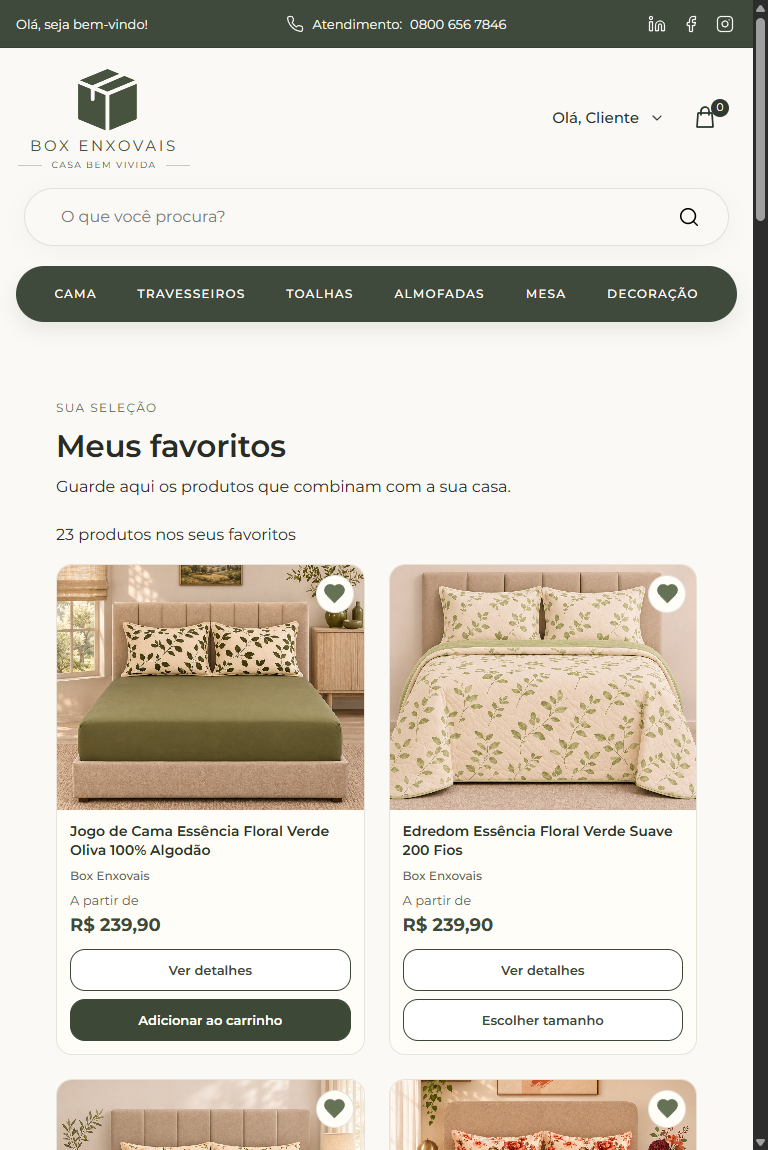 Olá, seja bem-vindo!
Atendimento: 0800 656 7846
BOX ENXOVAIS
CASA BEM VIVIDA
Olá, Cliente
0
O que você procura?
CAMA TRAVESSEIROS TOALHAS ALMOFADAS MESA DECORAÇÃO
SUA SELEÇÃO
Meus favoritos
Guarde aqui os produtos que combinam com a sua casa.
23 produtos nos seus favoritos
Jogo de Cama Essência Floral Verde
Oliva 100% Algodão
Box Enxovais
A partir de
R$ 239,90
Ver detalhes
Adicionar ao carrinho
Edredom Essência Floral Verde Suave
200 Fios
Box Enxovais
A partir de
R$ 239,90
Ver detalhes
Escolher tamanho